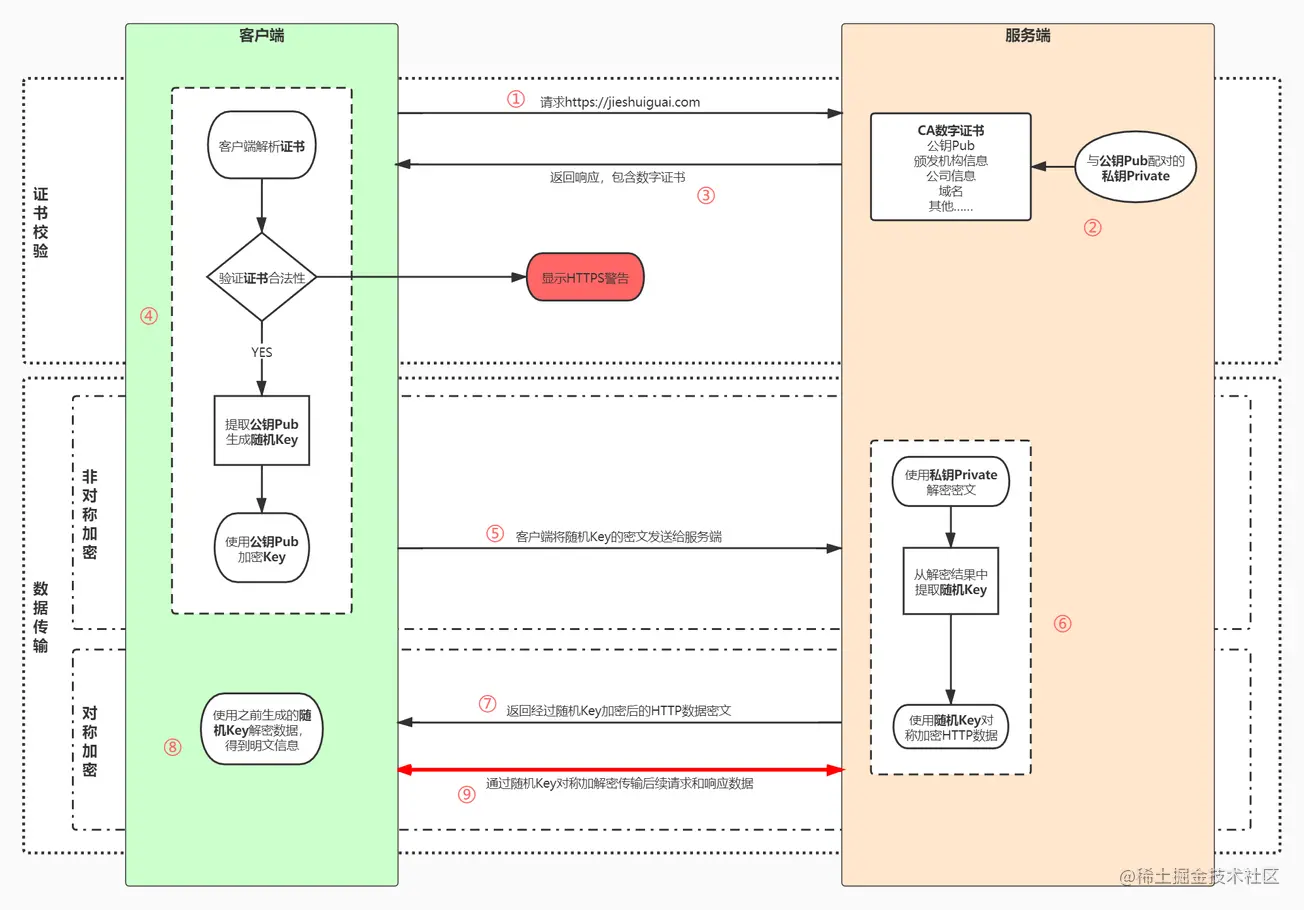 客户端
服务端
证书校验
①
请求https://jieshuiguai.com
客户端解析证书
CA数字证书
公钥Pub
颁发机构信息
公司信息
域名
其他......
与公钥Pub配对的
私钥Private
②
返回响应，包含数字证书
③
验证证书合法性
显示HTTPS警告
④
YES
提取公钥Pub
生成随机Key
数据传输
非对称加密
使用公钥Pub
加密Key
⑤
客户端将随机Key的密文发送给服务端
使用私钥Private
解密密文
从解密结果中
提取随机Key
⑥
对称加密
使用随机Key对
称加密HTTP数据
⑦
返回经过随机Key加密后的HTTP数据密文
使用之前生成的随
机Key解密数据，
得到明文信息
⑧
⑨
通过随机Key对称加解密传输后续请求和响应数据
@稀土掘金技术社区